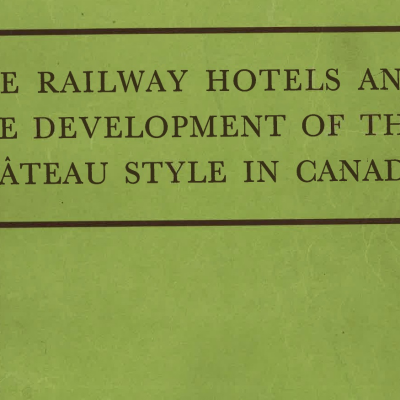 E RAILWAY HOTELS AN
E DEVELOPMENT OF TH
ÂTEAU STYLE IN CANAD